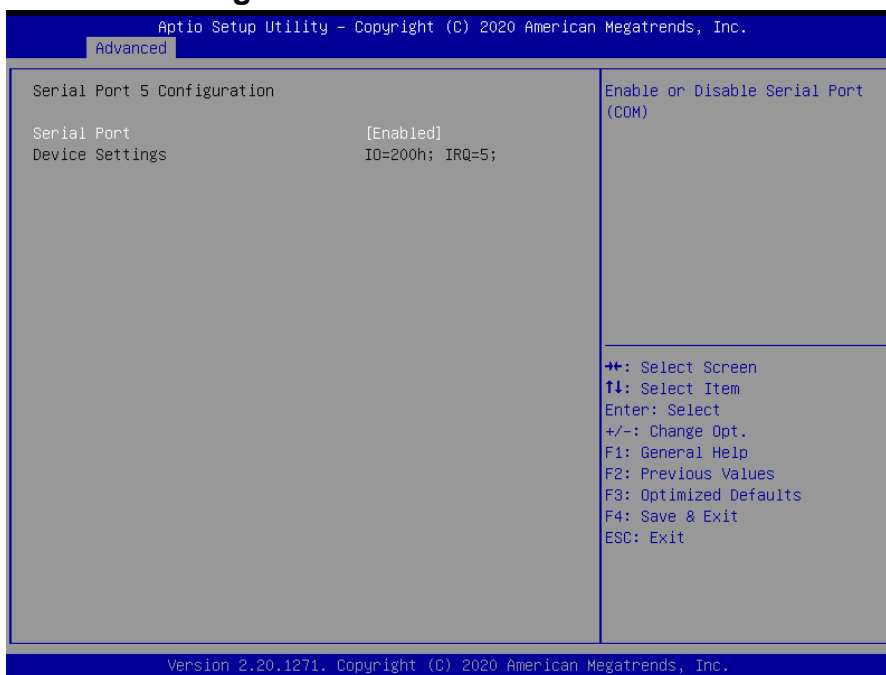 Aptio Setup Utility – Copyright (C) 2020 American Megatrends, Inc.
Advanced
Serial Port 5 Configuration
Serial Port [Enabled]
Device Settings IO=200h; IRQ=5;
Enable or Disable Serial Port
(COM)
→←: Select Screen
↑↓: Select Item
Enter: Select
+/-: Change Opt.
F1: General Help
F2: Previous Values
F3: Optimized Defaults
F4: Save & Exit
ESC: Exit
Version 2.20.1271. Copyright (C) 2020 American Megatrends, Inc.